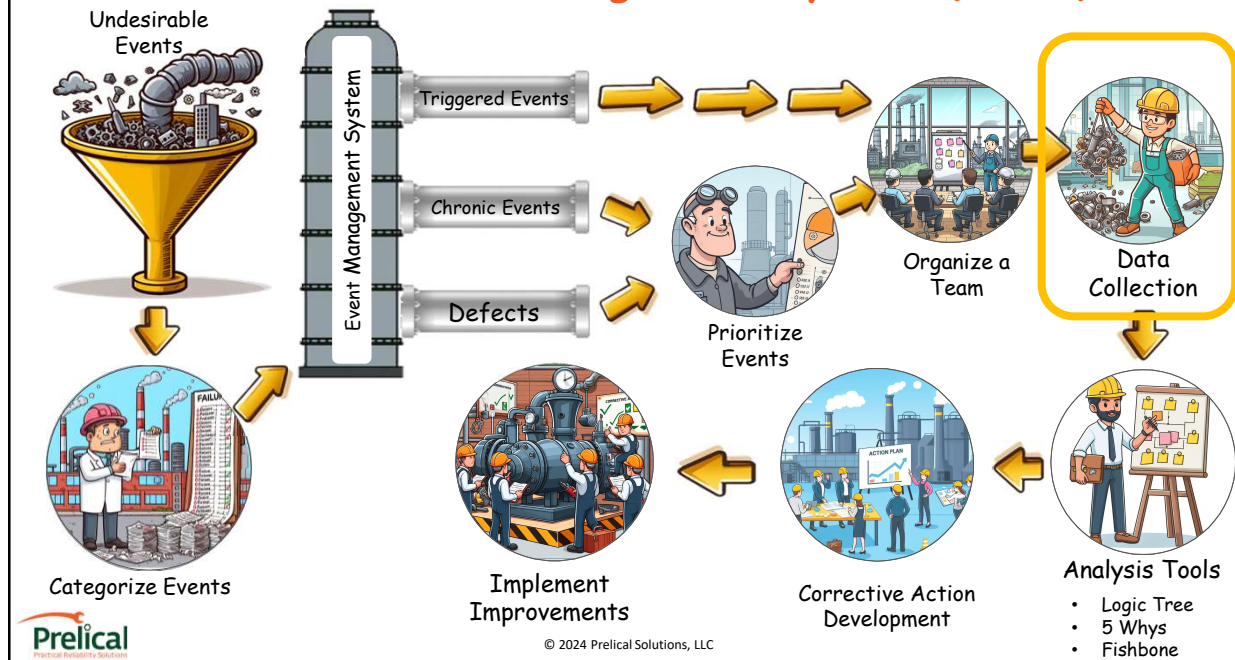 Undesirable
Events
Event Management System
Triggered Events
Chronic Events
Defects
Prioritize
Events
Organize a
Team
Data
Collection
Categorize Events
Implement
Improvements
ACTION PLAN
Corrective Action
Development
Analysis Tools
• Logic Tree
• 5 Whys
• Fishbone
Prelical
Practical Reliability Solutions
© 2024 Prelical Solutions, LLC